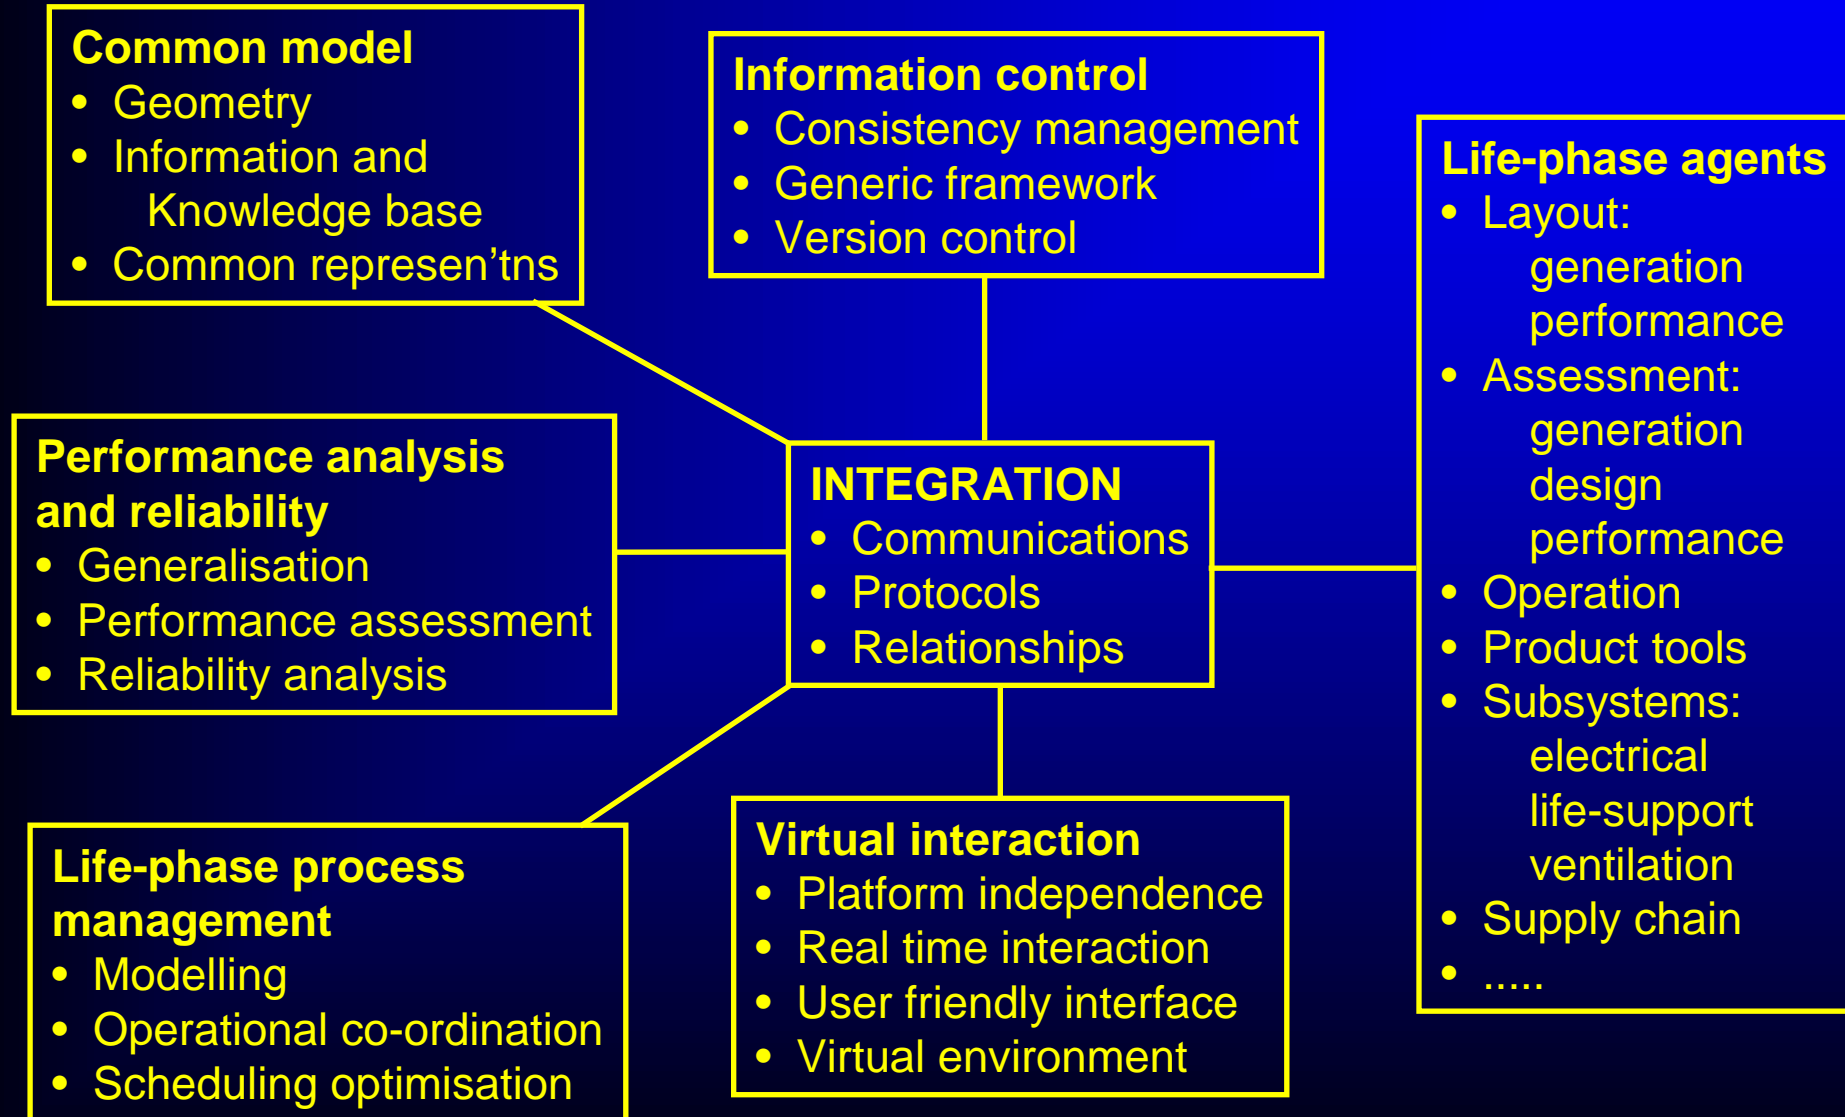 Common model
• Geometry
• Information and
Knowledge base
• Common represen’tns
Information control
• Consistency management
• Generic framework
• Version control
Life-phase agents
• Layout:
generation
performance
• Assessment:
generation
design
performance
• Operation
• Product tools
• Subsystems:
electrical
life-support
ventilation
• Supply chain
• .....
Performance analysis
and reliability
• Generalisation
• Performance assessment
• Reliability analysis
INTEGRATION
• Communications
• Protocols
• Relationships
Life-phase process
management
• Modelling
• Operational co-ordination
• Scheduling optimisation
Virtual interaction
• Platform independence
• Real time interaction
• User friendly interface
• Virtual environment